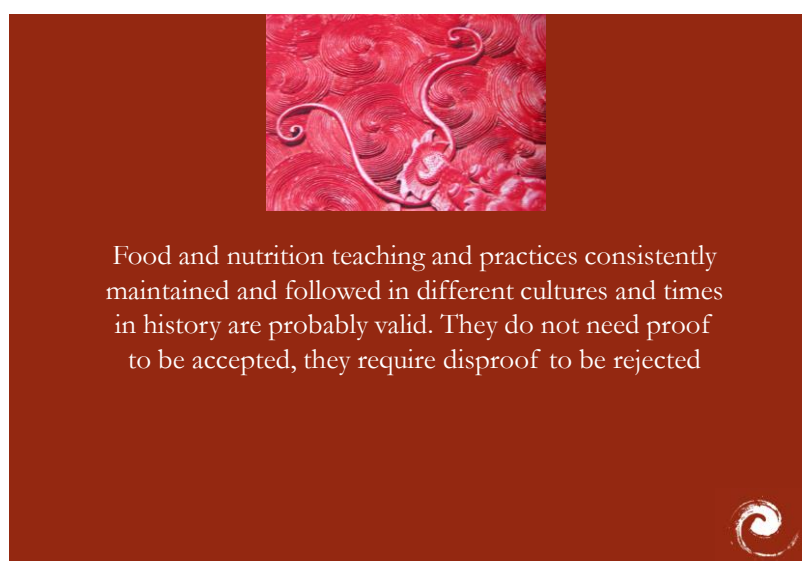 Food and nutrition teaching and practices consistently
maintained and followed in different cultures and times
in history are probably valid. They do not need proof
to be accepted, they require disproof to be rejected